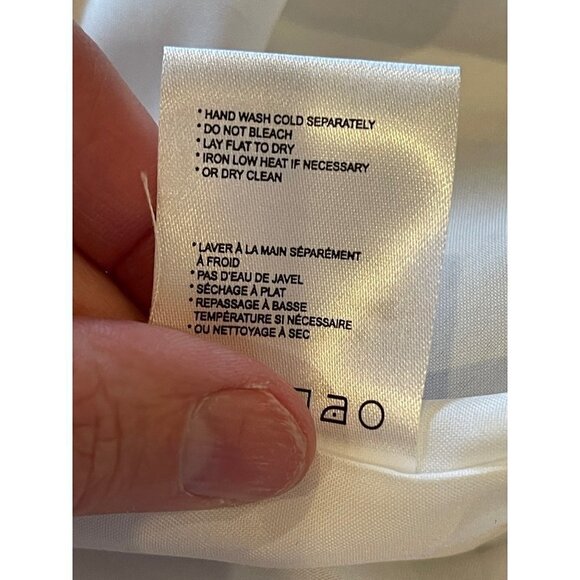 * HAND WASH COLD SEPARATELY
* DO NOT BLEACH
* LAY FLAT TO DRY
* IRON LOW HEAT IF NECESSARY
* OR DRY CLEAN
* LAVER À LA MAIN SÉPARÉMENT
À FROID
* PAS D'EAU DE JAVEL
* SÉCHAGE À PLAT
* REPASSAGE À BASSE
TEMPÉRATURE SI NÉCESSAIRE
* OU NETTOYAGE À SEC